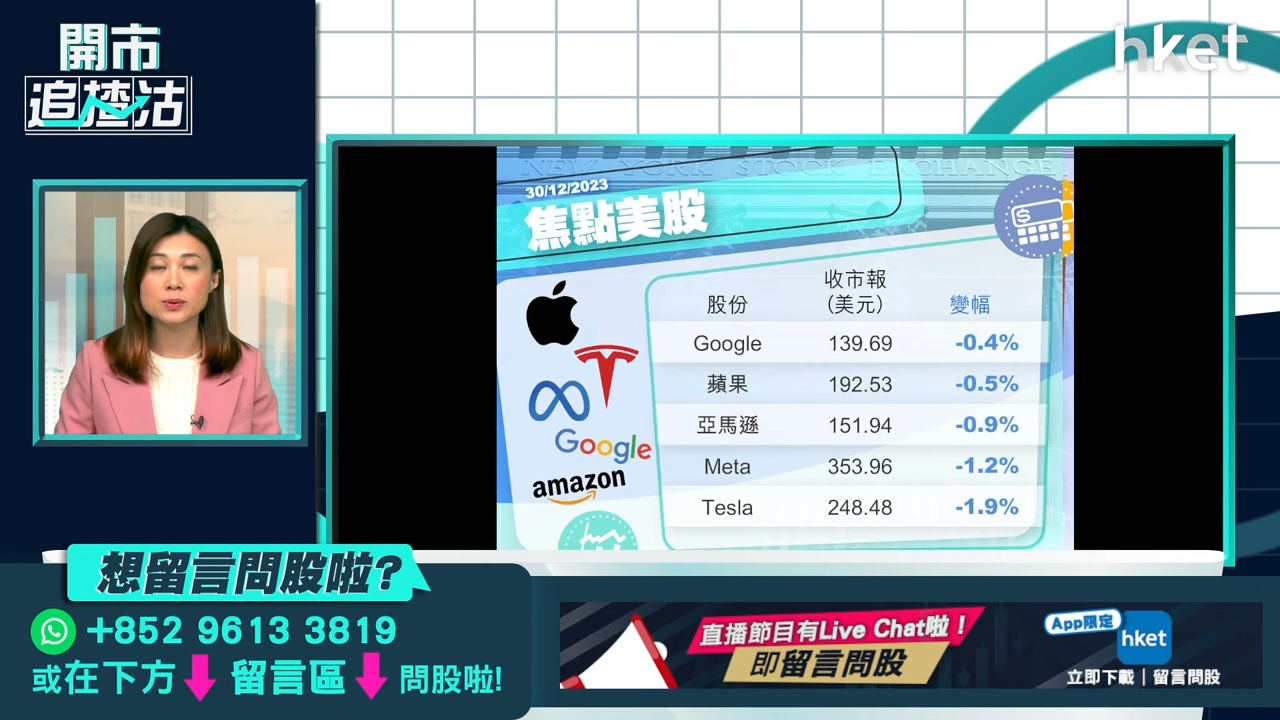 開市
追揸沽
hket
NEW YORK STOCK EXCHANGE
30/12/2023
焦點美股
股份 收市報(美元) 變幅
Google 139.69 -0.4%
蘋果 192.53 -0.5%
亞馬遜 151.94 -0.9%
Meta 353.96 -1.2%
Tesla 248.48 -1.9%
Google
amazon
想留言問股啦?
+852 9613 3819
或在下方 留言區 問股啦!
直播節目有Live Chat啦!
即留言問股
App限定
hket
立即下載|留言問股